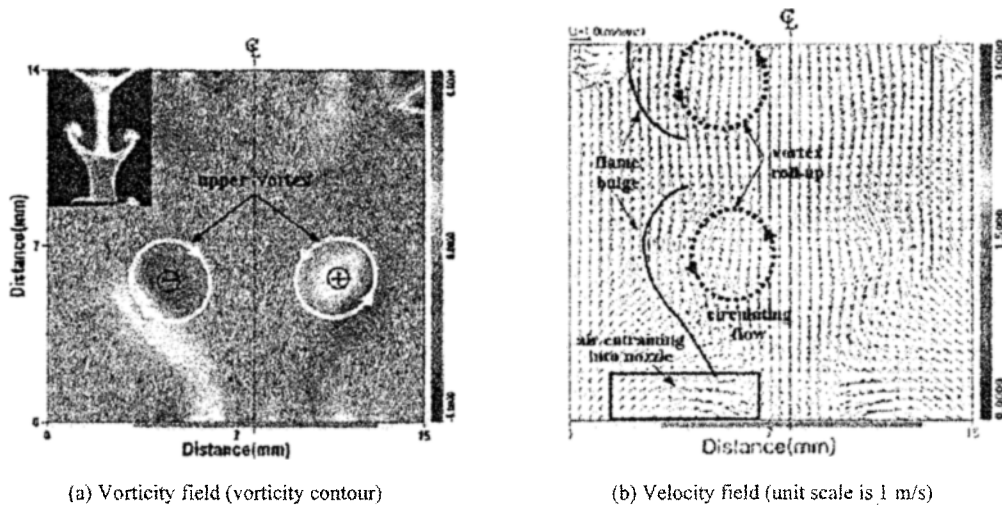 ℄
14
upper vortex
Distance(mm)
7
0
0
7
15
Distance(mm)
(a) Vorticity field (vorticity contour)
℄
flame
bulge
vortex
roll-up
circulating
flow
air entraining
into nozzle
0
7
15
Distance(mm)
(b) Velocity field (unit scale is 1 m/s)